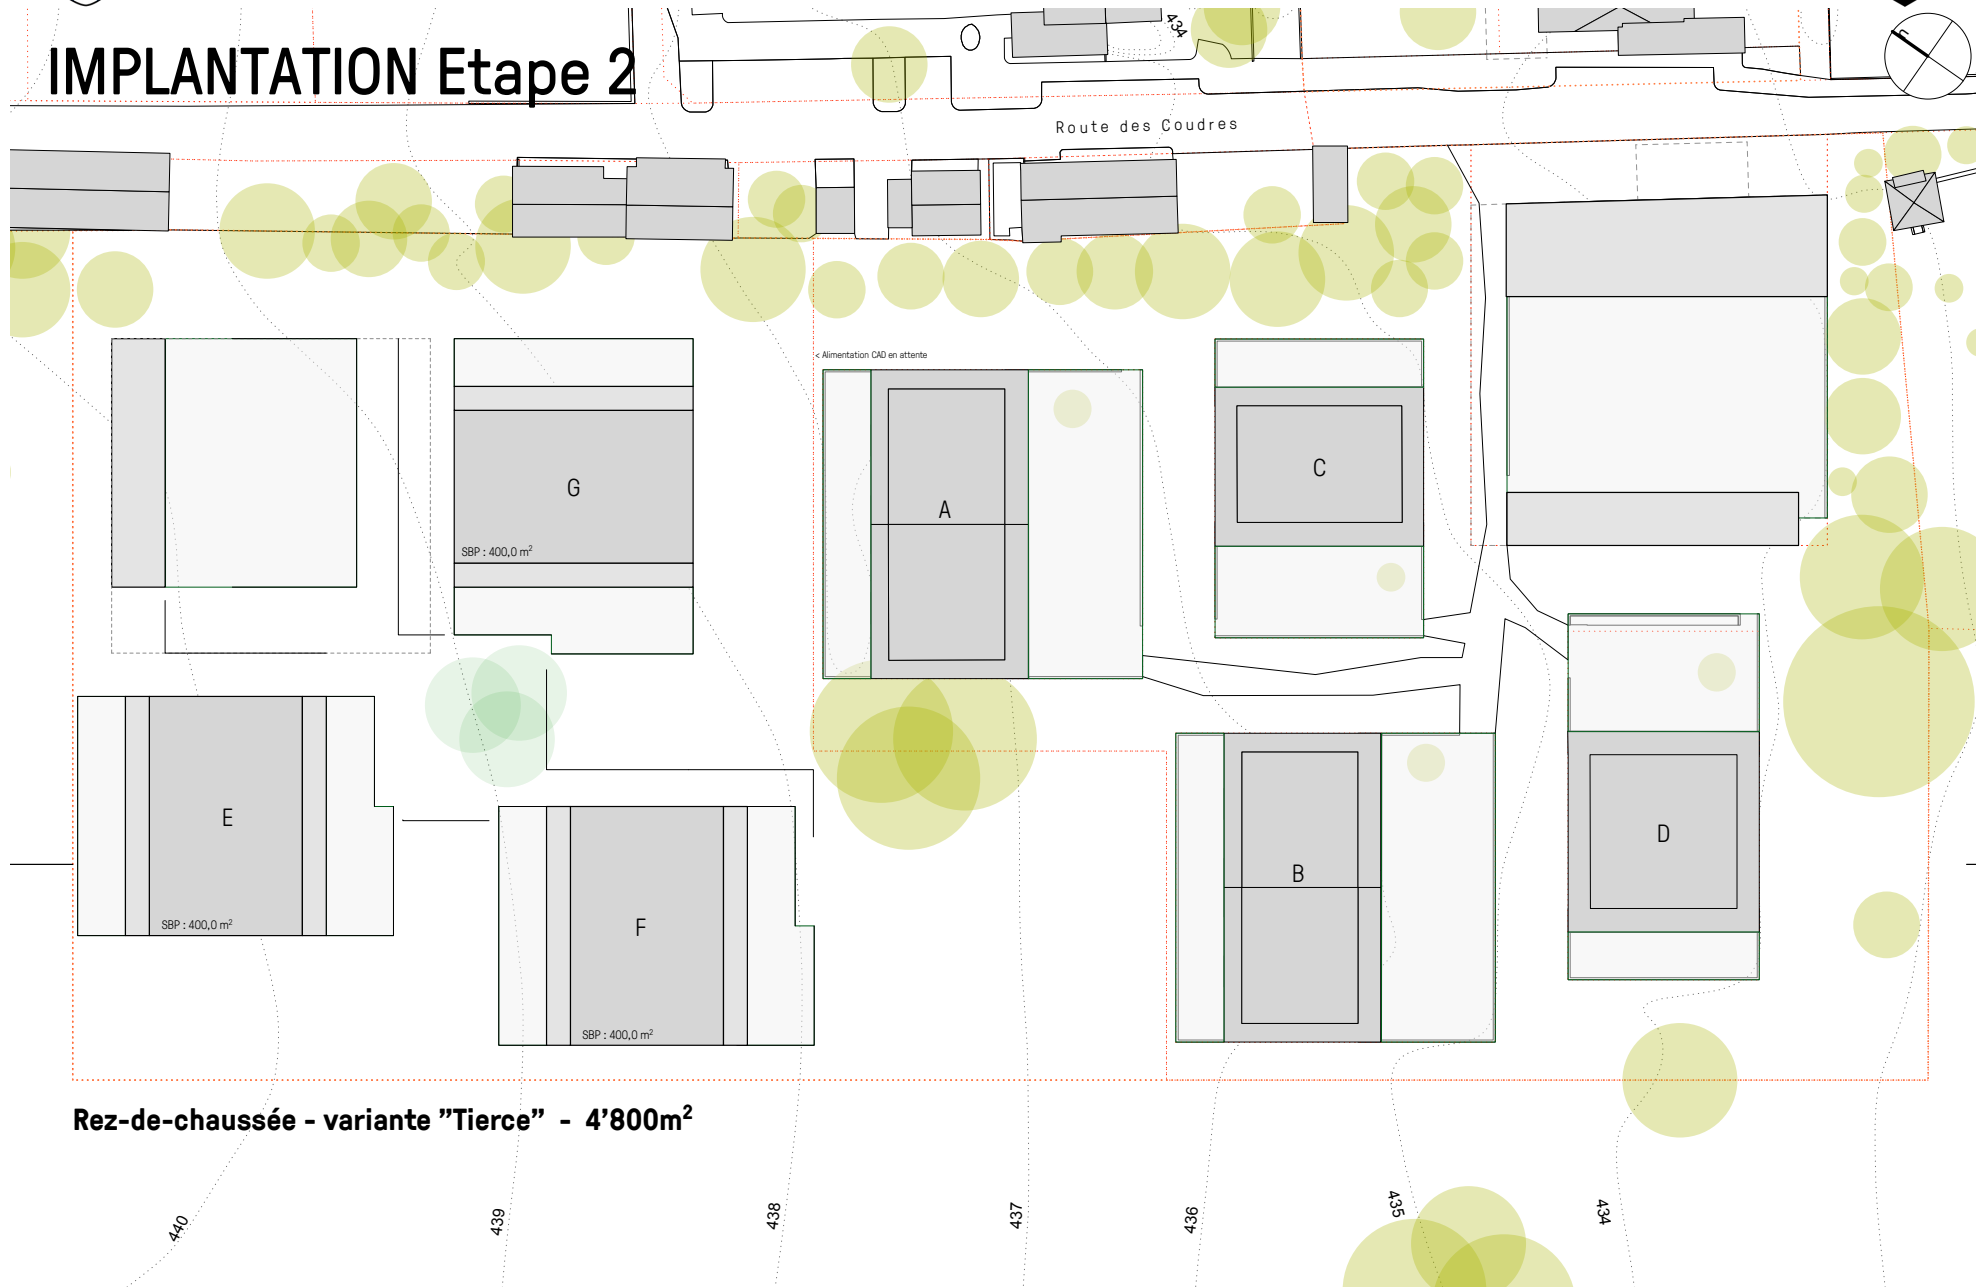 434
IMPLANTATION Etape 2
Route des Coudres
< Alimentation CAD en attente
C
G
A
SBP : 400,0 m²
E
D
B
SBP : 400,0 m²
F
SBP : 400,0 m²
Rez-de-chaussée - variante ”Tierce” - 4’800m²
440
439
438
437
436
435
434